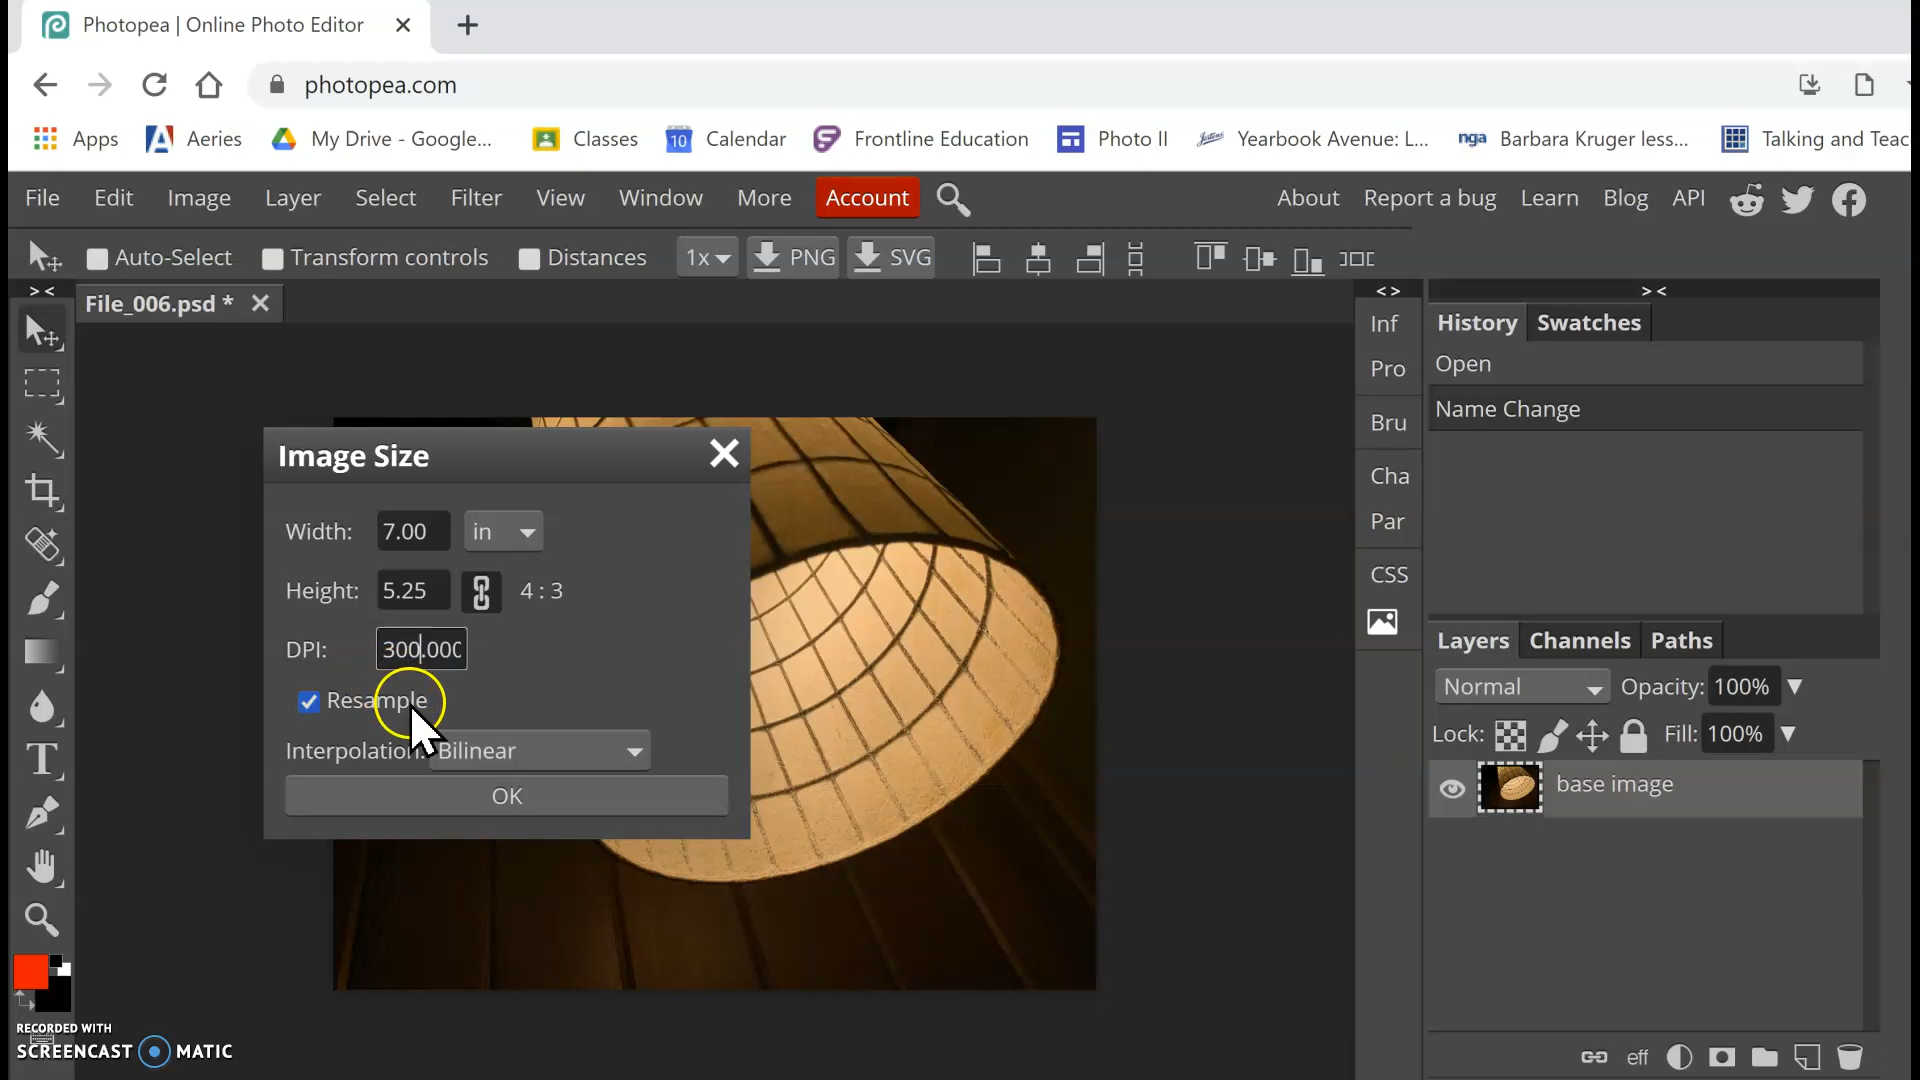 Photopea | Online Photo Editor
photopea.com
Apps Aeries My Drive - Google... Classes 10 Calendar Frontline Education Photo II Jostens Yearbook Avenue: L... nga Barbara Kruger less... Talking and Teac
File Edit Image Layer Select Filter View Window More Account About Report a bug Learn Blog API
Auto-Select Transform controls Distances 1x PNG SVG
> < < > > <
File_006.psd *
Inf
Pro
Bru
Cha
Par
CSS
History Swatches
Open
Name Change
Image Size
Width: 7.00 in
Height: 5.25 4 : 3
DPI: 300.000
Resample
Interpolation: Bilinear
OK
Layers Channels Paths
Normal Opacity: 100%
Lock: Fill: 100%
base image
eff
RECORDED WITH
SCREENCAST MATIC